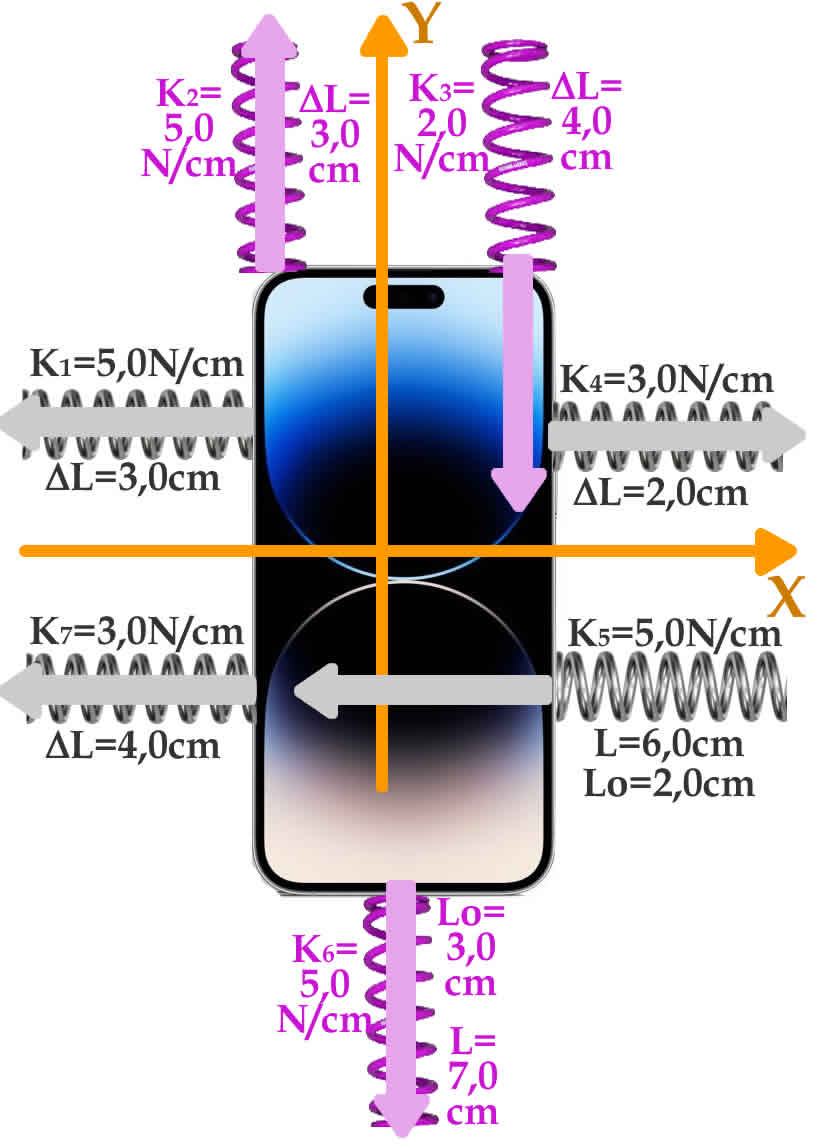 Y
K₂=
5,0
N/cm
ΔL=
3,0
cm
K₃=
2,0
N/cm
ΔL=
4,0
cm
K₁=5,0N/cm
ΔL=3,0cm
K₄=3,0N/cm
ΔL=2,0cm
X
K₇=3,0N/cm
ΔL=4,0cm
K₅=5,0N/cm
L=6,0cm
Lo=2,0cm
K₆=
5,0
N/cm
Lo=
3,0
cm
L=
7,0
cm